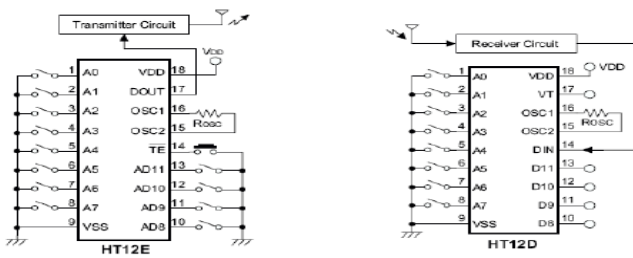 Transmitter Circuit
VDD
1 A0 VDD 18
2 A1 DOUT 17
3 A2 OSC1 16
ROSC
4 A3 OSC2 15
5 A4 TE 14
6 A5 AD11 13
7 A6 AD10 12
8 A7 AD9 11
9 VSS AD8 10
HT12E
Receiver Circuit
1 A0 VDD 18 VDD
2 A1 VT 17
3 A2 OSC1 16
ROSC
4 A3 OSC2 15
5 A4 DIN 14
6 A5 D11 13
7 A6 D10 12
8 A7 D9 11
9 VSS D8 10
HT12D